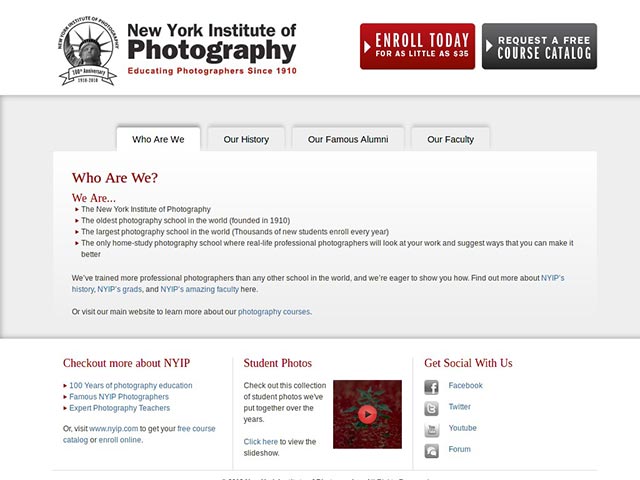 NEW YORK INSTITUTE OF PHOTOGRAPHY
100th Anniversary
1910-2010
New York Institute of
Photography
Educating Photographers Since 1910
ENROLL TODAY
FOR AS LITTLE AS $35
REQUEST A FREE
COURSE CATALOG
Who Are We
Our History
Our Famous Alumni
Our Faculty
Who Are We?
We Are...
The New York Institute of Photography
The oldest photography school in the world (founded in 1910)
The largest photography school in the world (Thousands of new students enroll every year)
The only home-study photography school where real-life professional photographers will look at your work and suggest ways that you can make it
better
We've trained more professional photographers than any other school in the world, and we're eager to show you how. Find out more about NYIP's
history, NYIP's grads, and NYIP's amazing faculty here.
Or visit our main website to learn more about our photography courses.
Checkout more about NYIP
100 Years of photography education
Famous NYIP Photographers
Expert Photography Teachers
Or, visit www.nyip.com to get your free course
catalog or enroll online.
Student Photos
Check out this collection
of student photos we've
put together over the
years.
Click here to view the
slideshow.
Get Social With Us
Facebook
Twitter
Youtube
Forum